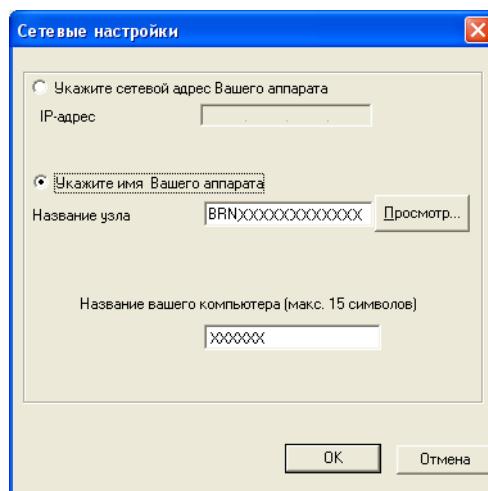 Сетевые настройки
Укажите сетевой адрес Вашего аппарата
IP-адрес
Укажите имя Вашего аппарата
Название узла BRNXXXXXXXXXXXX Просмотр...
Название вашего компьютера (макс. 15 символов)
XXXXXX
OK Отмена